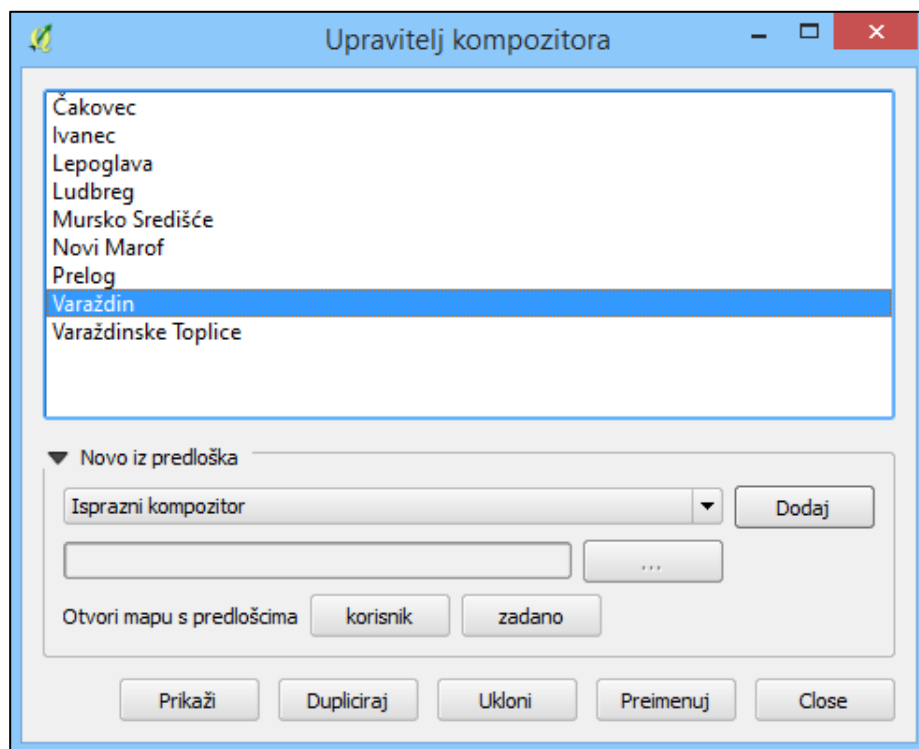 Upravitelj kompozitora
Čakovec
Ivanec
Lepoglava
Ludbreg
Mursko Središće
Novi Marof
Prelog
Varaždin
Varaždinske Toplice
Novo iz predloška
Isprazni kompozitor
Dodaj
...
Otvori mapu s predlošcima korisnik zadano
Prikaži Dupliciraj Ukloni Preimenuj Close